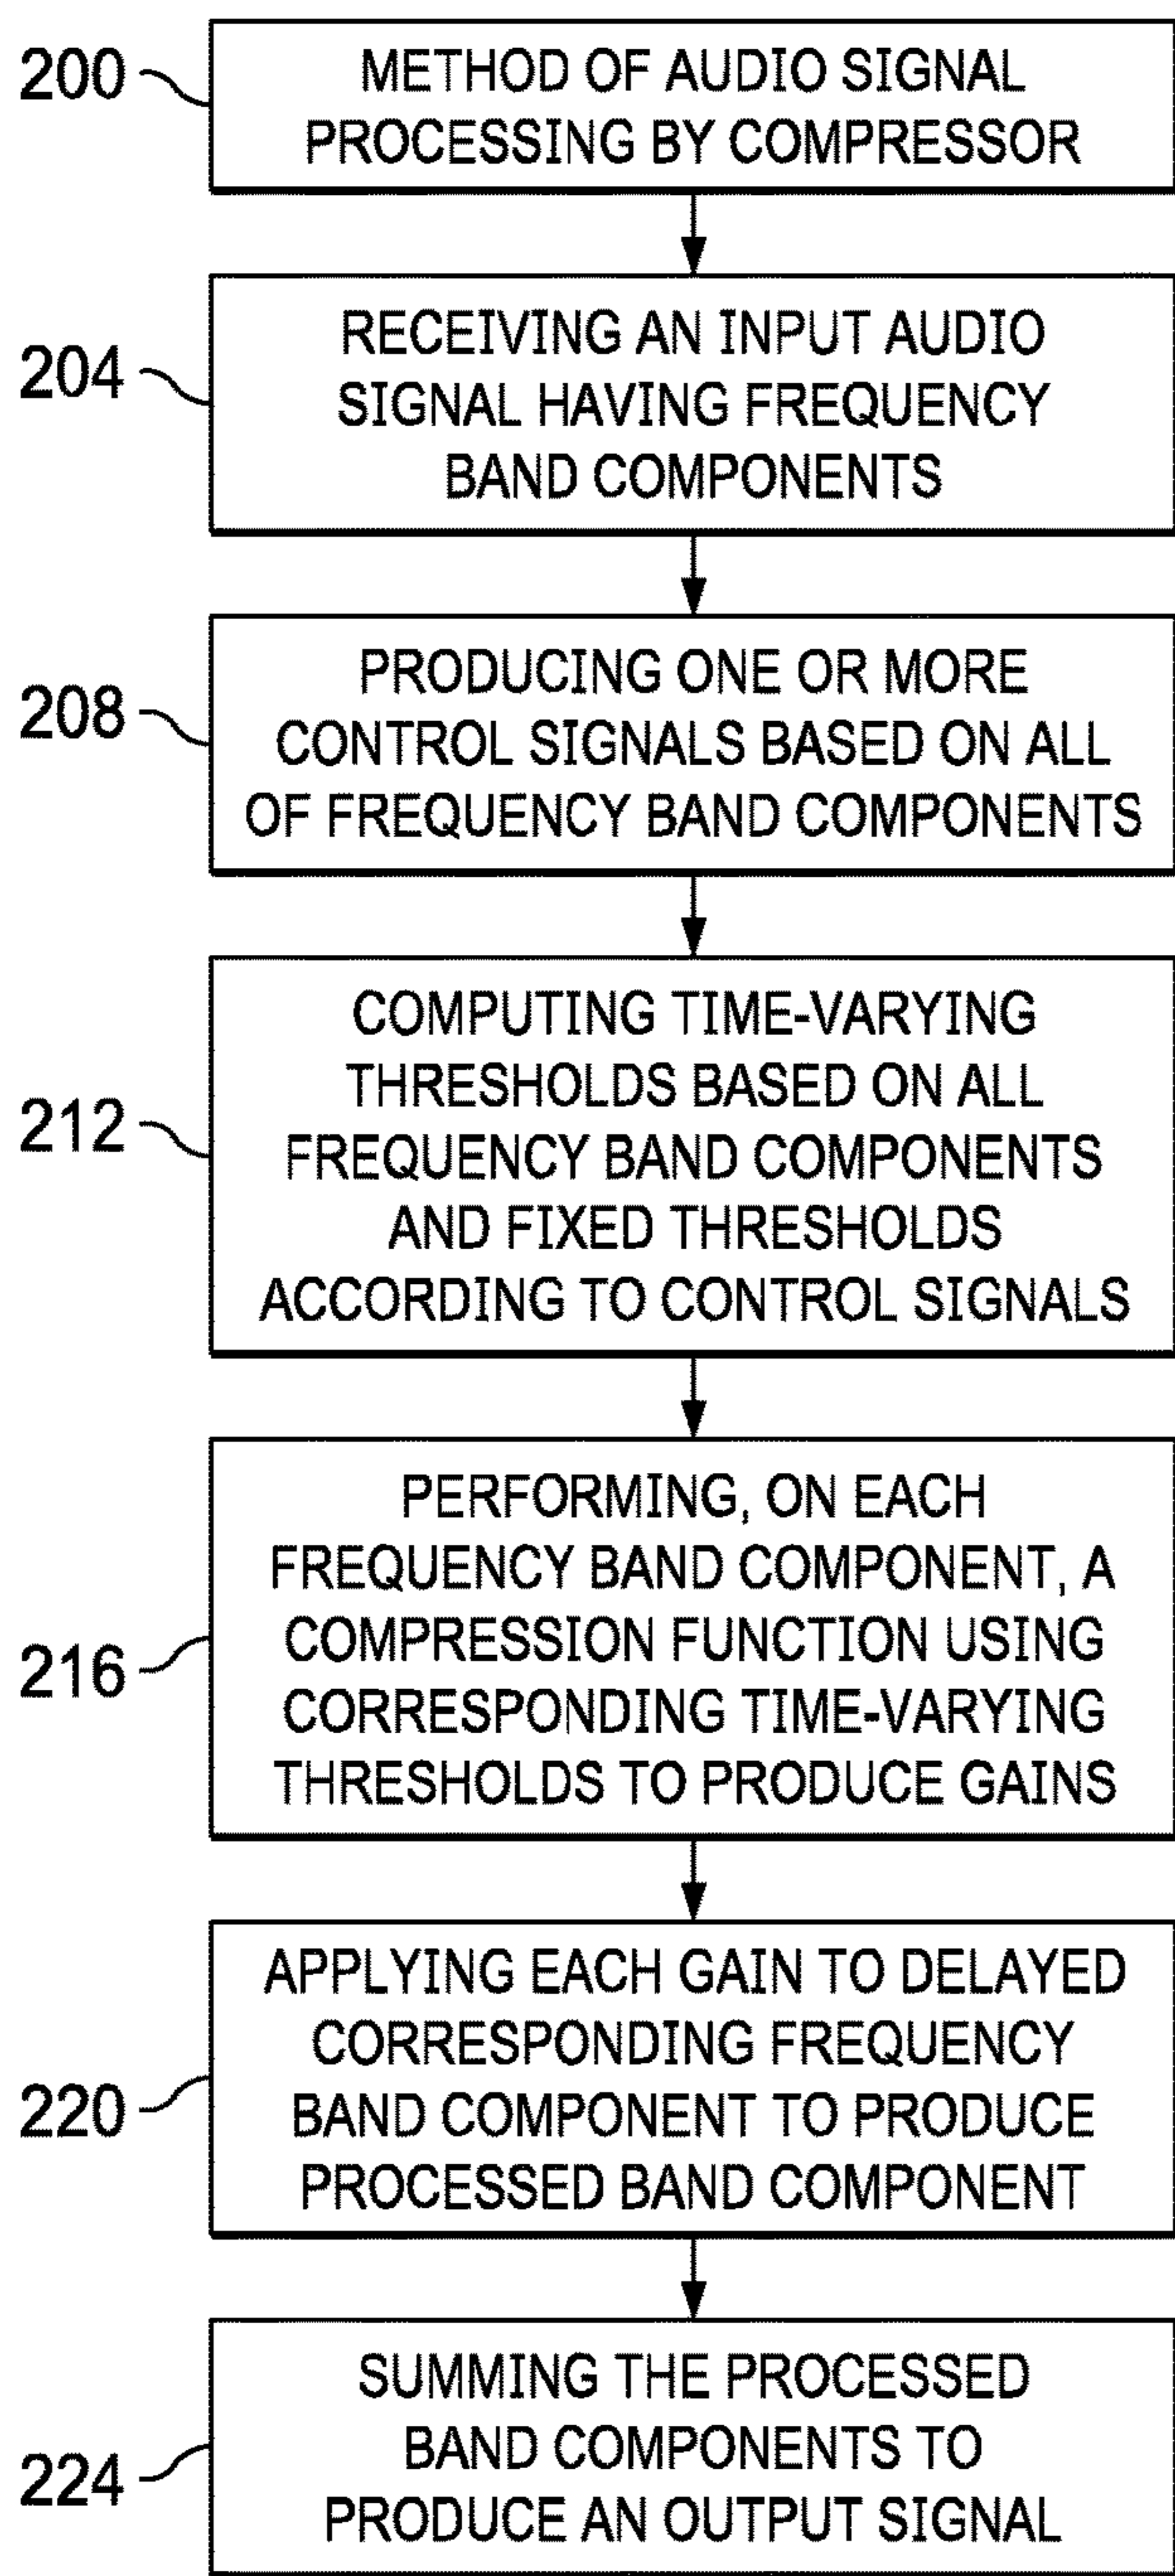 200
METHOD OF AUDIO SIGNAL
PROCESSING BY COMPRESSOR
204
RECEIVING AN INPUT AUDIO
SIGNAL HAVING FREQUENCY
BAND COMPONENTS
208
PRODUCING ONE OR MORE
CONTROL SIGNALS BASED ON ALL
OF FREQUENCY BAND COMPONENTS
212
COMPUTING TIME-VARYING
THRESHOLDS BASED ON ALL
FREQUENCY BAND COMPONENTS
AND FIXED THRESHOLDS
ACCORDING TO CONTROL SIGNALS
216
PERFORMING, ON EACH
FREQUENCY BAND COMPONENT, A
COMPRESSION FUNCTION USING
CORRESPONDING TIME-VARYING
THRESHOLDS TO PRODUCE GAINS
220
APPLYING EACH GAIN TO DELAYED
CORRESPONDING FREQUENCY
BAND COMPONENT TO PRODUCE
PROCESSED BAND COMPONENT
224
SUMMING THE PROCESSED
BAND COMPONENTS TO
PRODUCE AN OUTPUT SIGNAL